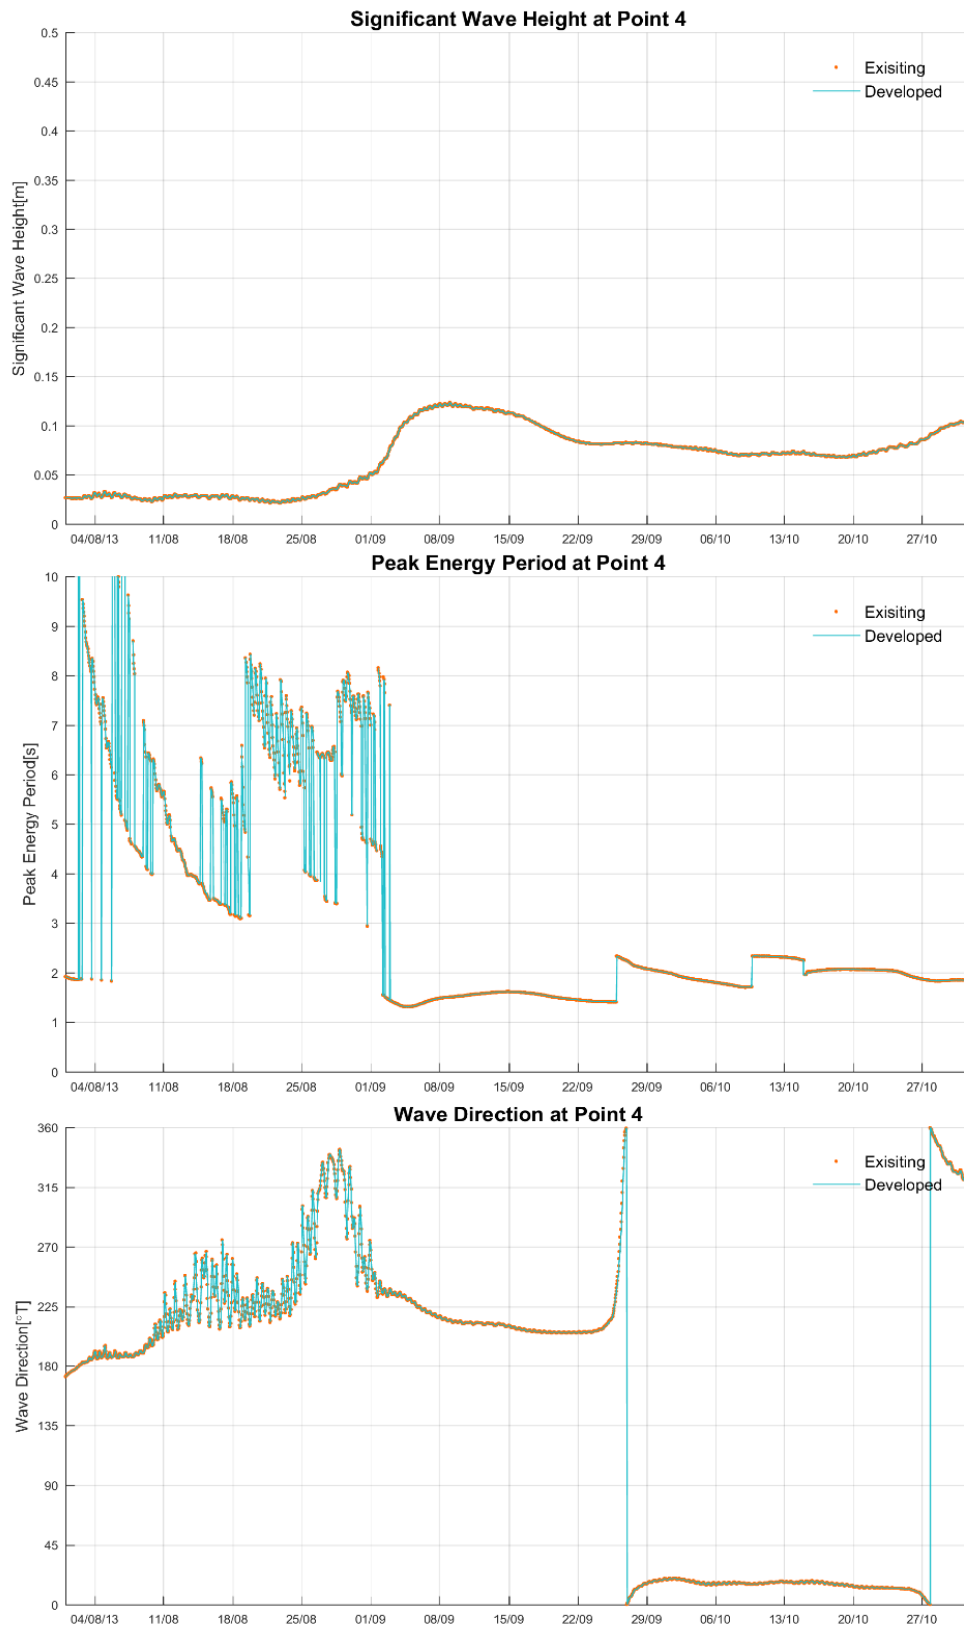 Significant Wave Height at Point 4
0.5
0.45
0.4
0.35
0.3
0.25
0.2
0.15
0.1
0.05
0
Significant Wave Height[m]
Exisiting
Developed
04/08/13 11/08 18/08 25/08 01/09 08/09 15/09 22/09 29/09 06/10 13/10 20/10 27/10
Peak Energy Period at Point 4
10
9
8
7
6
5
4
3
2
1
0
Peak Energy Period[s]
Exisiting
Developed
04/08/13 11/08 18/08 25/08 01/09 08/09 15/09 22/09 29/09 06/10 13/10 20/10 27/10
Wave Direction at Point 4
360
315
270
225
180
135
90
45
0
Wave Direction[°T]
Exisiting
Developed
04/08/13 11/08 18/08 25/08 01/09 08/09 15/09 22/09 29/09 06/10 13/10 20/10 27/10